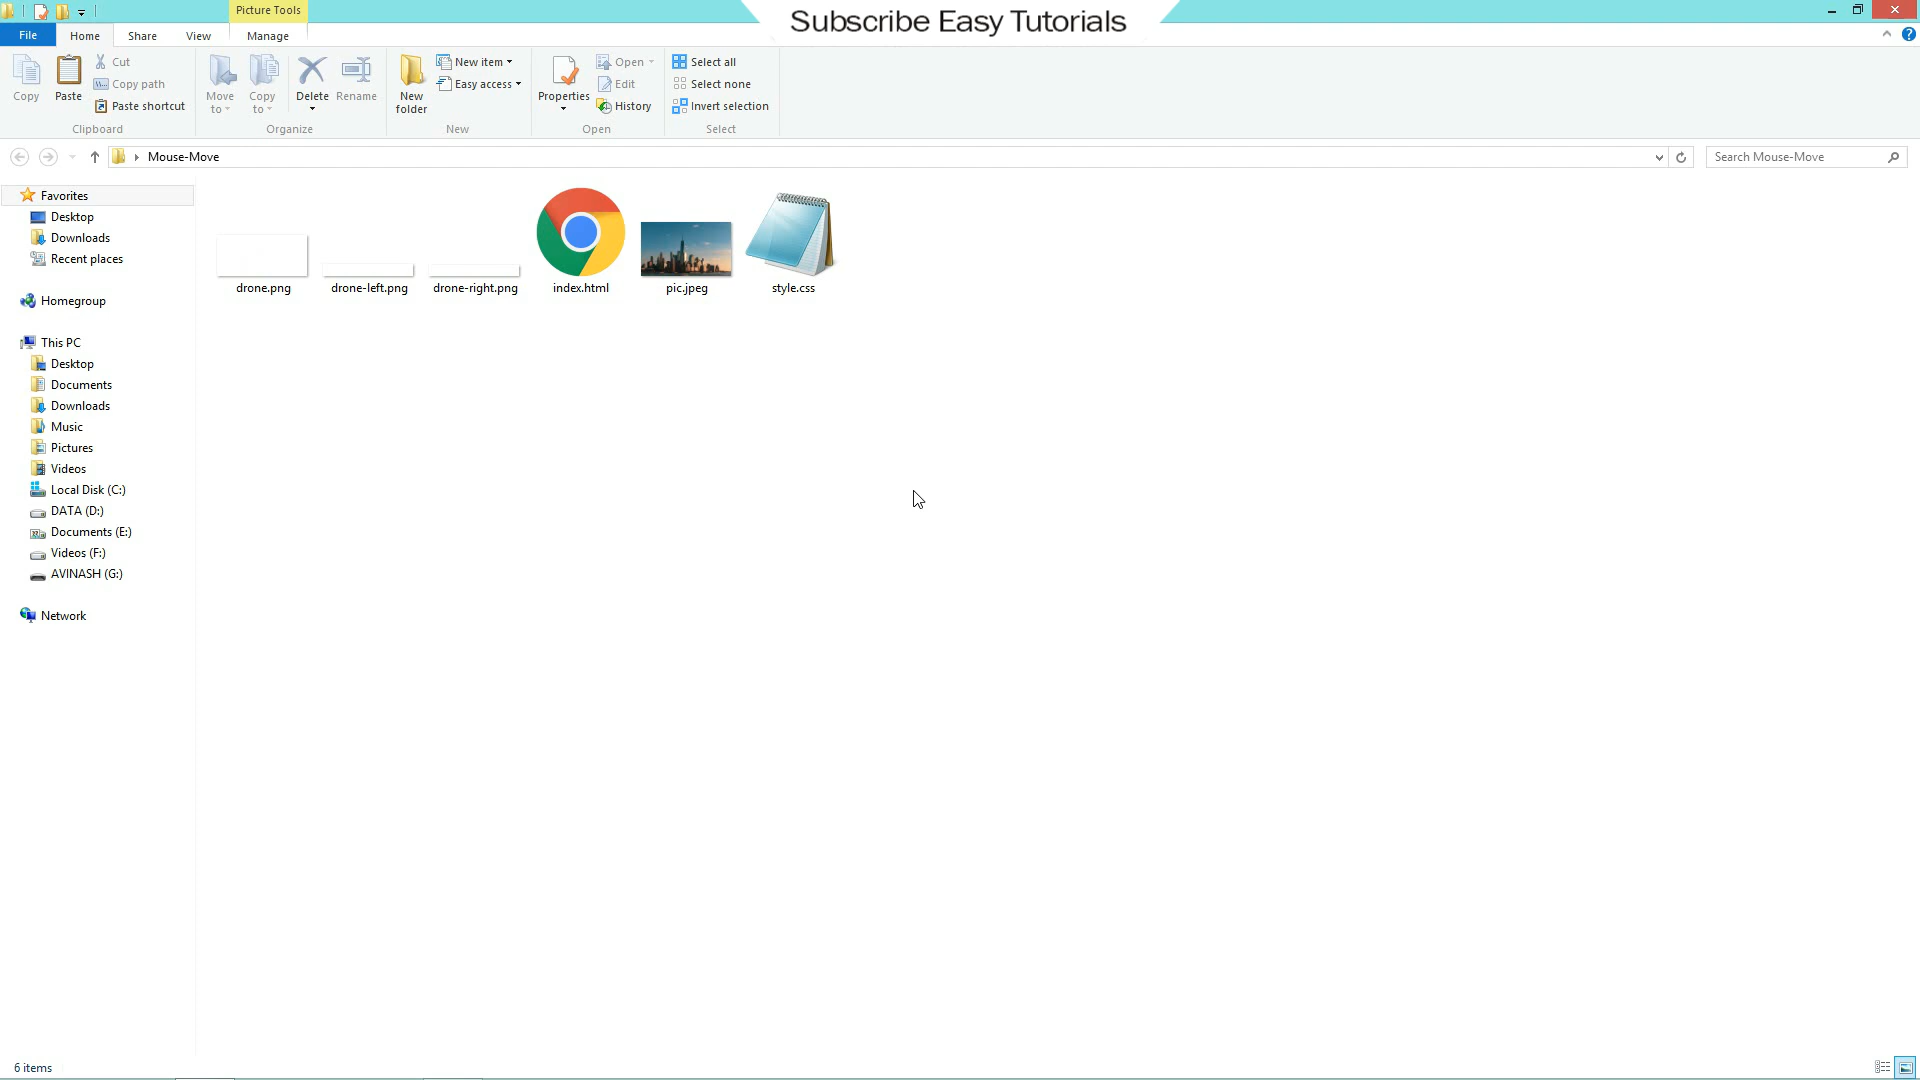 Picture Tools
Subscribe Easy Tutorials
File
Home
Share
View
Manage
Copy
Paste
Cut
Copy path
Paste shortcut
Clipboard
Move
to
Copy
to
Delete
Rename
Organize
New
folder
New item
Easy access
New
Properties
Open
Edit
History
Open
Select all
Select none
Invert selection
Select
Mouse-Move
Search Mouse-Move
Favorites
Desktop
Downloads
Recent places
Homegroup
This PC
Desktop
Documents
Downloads
Music
Pictures
Videos
Local Disk (C:)
DATA (D:)
Documents (E:)
Videos (F:)
AVINASH (G:)
Network
drone.png
drone-left.png
drone-right.png
index.html
pic.jpeg
style.css
6 items